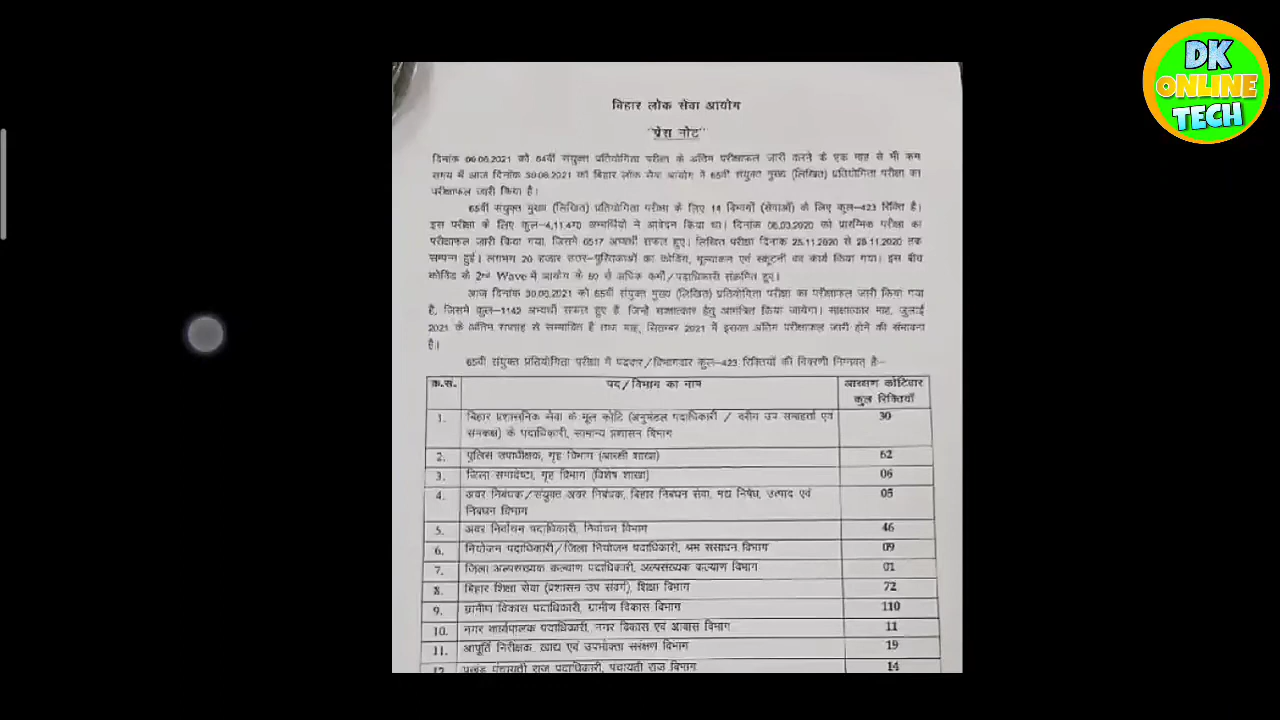 बिहार लोक सेवा आयोग
"प्रेस नोट"
दिनांक 06.06.2021 को 64वीं संयुक्त प्रतियोगिता परीक्षा के अंतिम परीक्षाफल जारी करने के एक माह से भी कम
समय में आज दिनांक 30.06.2021 को बिहार लोक सेवा आयोग ने 65वीं संयुक्त मुख्य (लिखित) प्रतियोगिता परीक्षा का
परीक्षाफल जारी किया है।
65वीं संयुक्त मुख्य (लिखित) प्रतियोगिता परीक्षा के लिए 14 विभागों (सेवाओं) के लिए कुल-423 रिक्ति है।
इस परीक्षा के लिए कुल-4,11,470 अभ्यर्थियों ने आवेदन किया था। दिनांक 06.03.2020 को प्रारम्भिक परीक्षा का
परीक्षाफल जारी किया गया, जिसमें 6517 अभ्यर्थी सफल हुए। लिखित परीक्षा दिनांक 25.11.2020 से 28.11.2020 तक
सम्पन्न हुई। लगभग 20 हजार उत्तर-पुस्तिकाओं का कोडिंग, मूल्यांकन एवं स्क्रूटनी का कार्य किया गया। इस बीच
कोविड के 2nd Wave में आयोग के 50 से अधिक कर्मी/पदाधिकारी संक्रमित हुए।
आज दिनांक 30.06.2021 को 65वीं संयुक्त मुख्य (लिखित) प्रतियोगिता परीक्षा का परीक्षाफल जारी किया गया
है, जिसमें कुल-1142 अभ्यर्थी सफल हुए हैं जिन्हें साक्षात्कार हेतु आमंत्रित किया जायेगा। साक्षात्कार माह, जुलाई
2021 के अंतिम सप्ताह से सम्भावित है तथा माह, सितम्बर 2021 में इसका अंतिम परीक्षाफल जारी होने की संभावना
है।
65वीं संयुक्त प्रतियोगिता परीक्षा में पदवार/विभागवार कुल-423 रिक्तियों की विवरणी निम्नवत् है:-
क्र.सं. पद/विभाग का नाम आरक्षण कोटिवार
कुल रिक्तियाँ
1. बिहार प्रशासनिक सेवा के मूल कोटि (अनुमंडल पदाधिकारी / वरीय उप समाहर्ता एवं 30
समकक्ष) के पदाधिकारी, सामान्य प्रशासन विभाग
2. पुलिस उपाधीक्षक, गृह विभाग (आरक्षी शाखा) 62
3. जिला समादेष्टा, गृह विभाग (विशेष शाखा) 06
4. अवर निबंधक/संयुक्त अवर निबंधक, बिहार निबंधन सेवा, मद्य निषेध, उत्पाद एवं 05
निबंधन विभाग
5. अवर निर्वाचन पदाधिकारी, निर्वाचन विभाग 46
6. नियोजन पदाधिकारी/जिला नियोजन पदाधिकारी, श्रम संसाधन विभाग 09
7. जिला अल्पसंख्यक कल्याण पदाधिकारी, अल्पसंख्यक कल्याण विभाग 01
8. बिहार शिक्षा सेवा (प्रशासन उप संवर्ग), शिक्षा विभाग 72
9. ग्रामीण विकास पदाधिकारी, ग्रामीण विकास विभाग 110
10. नगर कार्यपालक पदाधिकारी, नगर विकास एवं आवास विभाग 11
11. आपूर्ति निरीक्षक, खाद्य एवं उपभोक्ता संरक्षण विभाग 19
12. प्रखंड पंचायती राज पदाधिकारी, पंचायती राज विभाग 14
DK
ONLINE
TECH